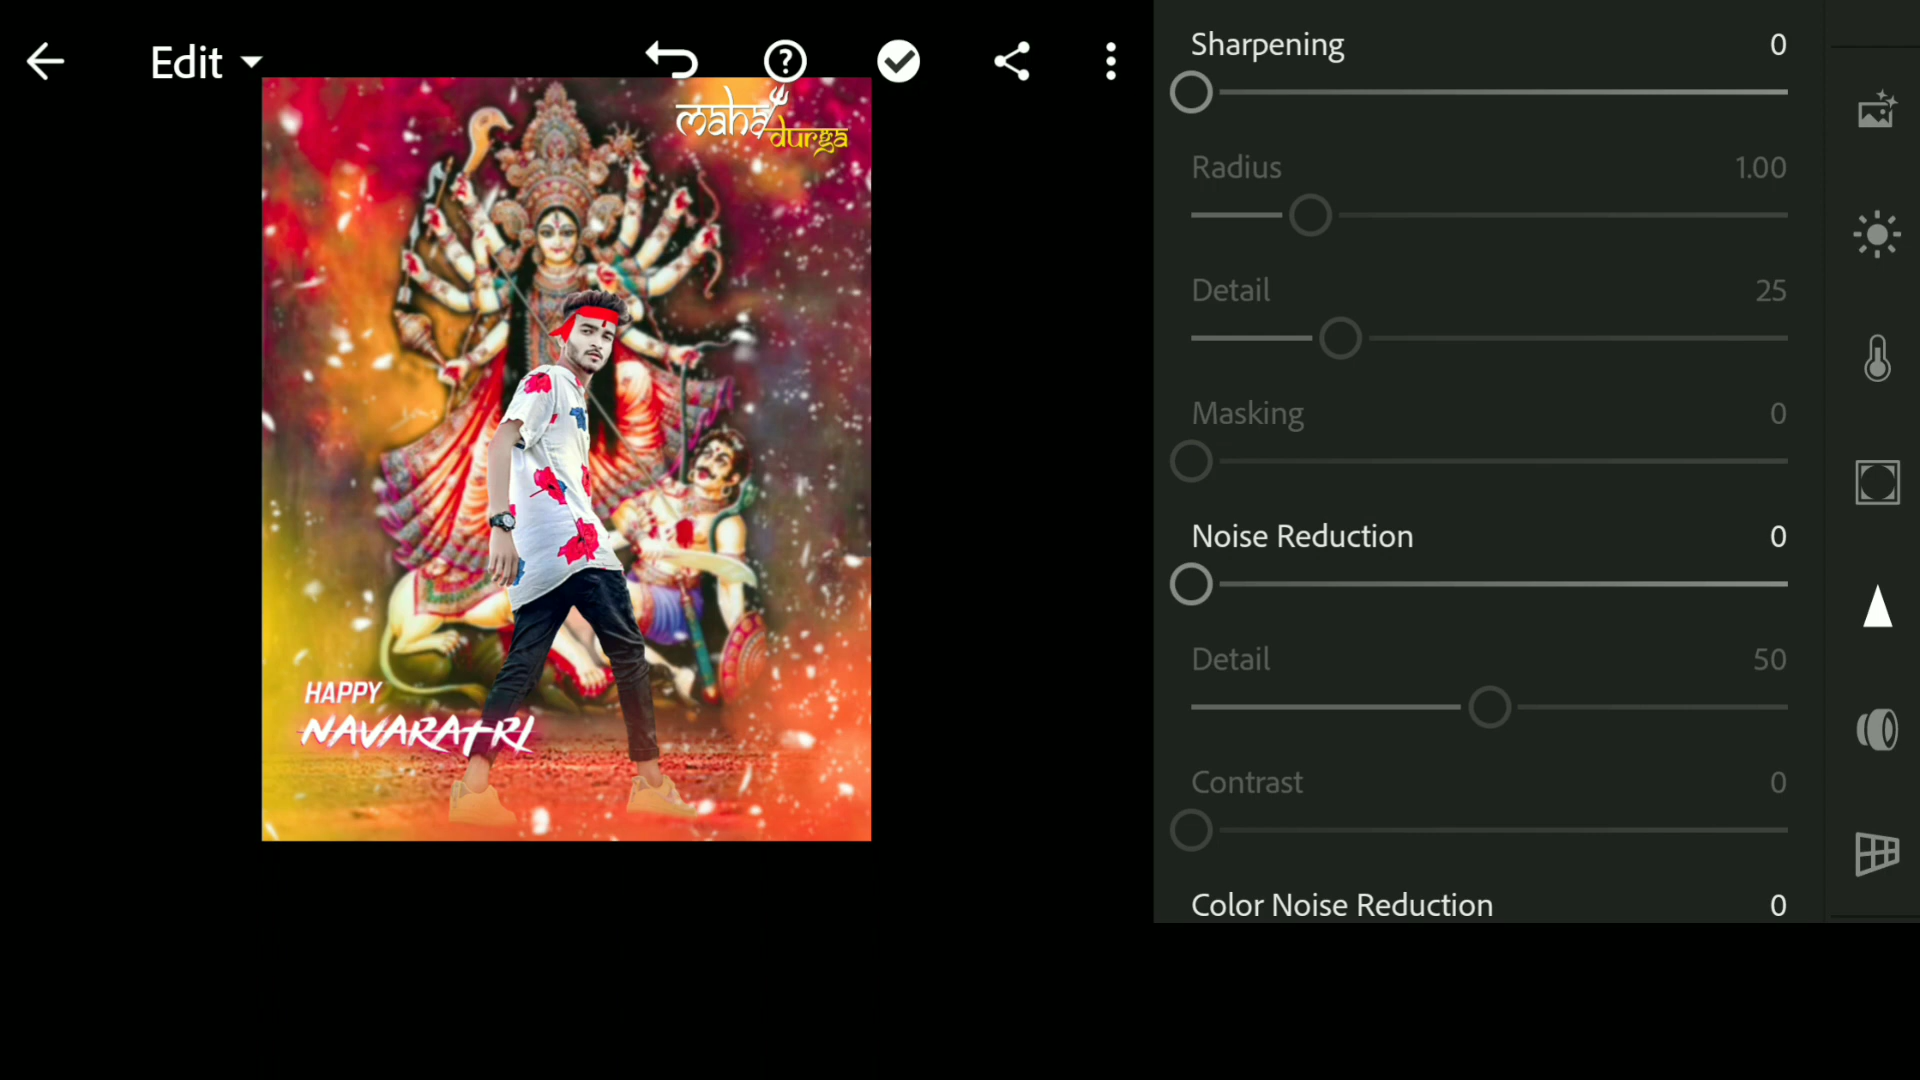 Edit
maha
durga
HAPPY
NAVARATRI
Sharpening 0
Radius 1.00
Detail 25
Masking 0
Noise Reduction 0
Detail 50
Contrast 0
Color Noise Reduction 0